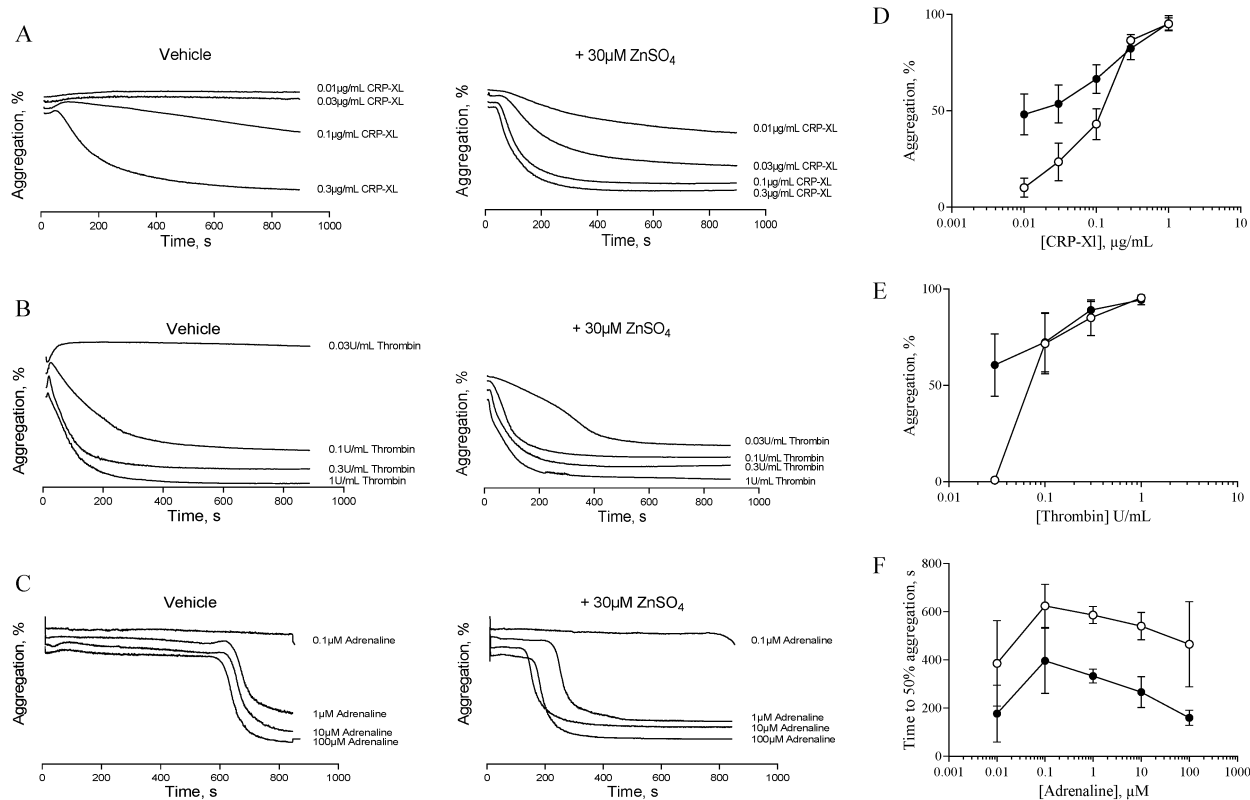 A
Vehicle
+ 30µM ZnSO4
Aggregation, %
0.01µg/mL CRP-XL
0.03µg/mL CRP-XL
0.1µg/mL CRP-XL
0.3µg/mL CRP-XL
0 200 400 600 800 1000
Time, s
Aggregation, %
0.01µg/mL CRP-XL
0.03µg/mL CRP-XL
0.1µg/mL CRP-XL
0.3µg/mL CRP-XL
0 200 400 600 800 1000
Time, s
D
Aggregation, %
100
50
0
0.001 0.01 0.1 1 10
[CRP-Xl], µg/mL
B
Vehicle
+ 30µM ZnSO4
Aggregation, %
0.03U/mL Thrombin
0.1U/mL Thrombin
0.3U/mL Thrombin
1U/mL Thrombin
0 200 400 600 800 1000
Time, s
Aggregation, %
0.03U/mL Thrombin
0.1U/mL Thrombin
0.3U/mL Thrombin
1U/mL Thrombin
0 200 400 600 800 1000
Time, s
E
Aggregation, %
100
50
0
0.01 0.1 1 10
[Thrombin] U/mL
C
Vehicle
+ 30µM ZnSO4
Aggregation, %
0.1µM Adrenaline
1µM Adrenaline
10µM Adrenaline
100µM Adrenaline
0 200 400 600 800 1000
Time, s
Aggregation, %
0.1µM Adrenaline
1µM Adrenaline
10µM Adrenaline
100µM Adrenaline
0 200 400 600 800 1000
Time, s
F
Time to 50% aggregation, s
800
600
400
200
0
0.001 0.01 0.1 1 10 100 1000
[Adrenaline], µM